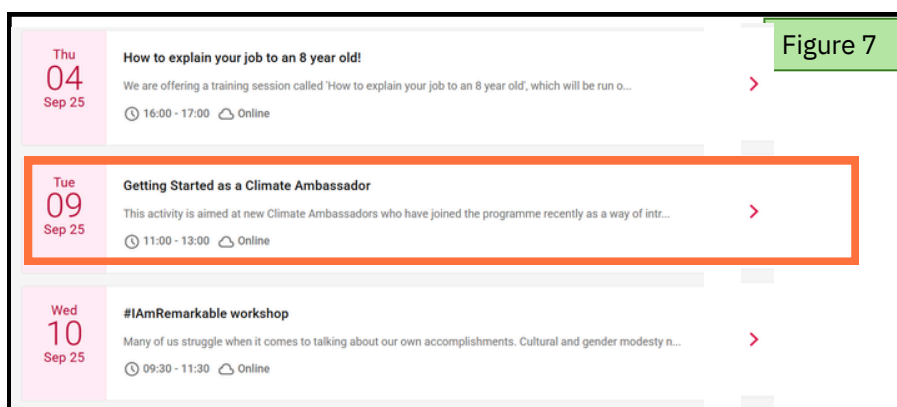 Figure 7
Thu
04
Sep 25
How to explain your job to an 8 year old!
We are offering a training session called 'How to explain your job to an 8 year old', which will be run o...
16:00 - 17:00 Online
Tue
09
Sep 25
Getting Started as a Climate Ambassador
This activity is aimed at new Climate Ambassadors who have joined the programme recently as a way of intr...
11:00 - 13:00 Online
Wed
10
Sep 25
#IAmRemarkable workshop
Many of us struggle when it comes to talking about our own accomplishments. Cultural and gender modesty n...
09:30 - 11:30 Online